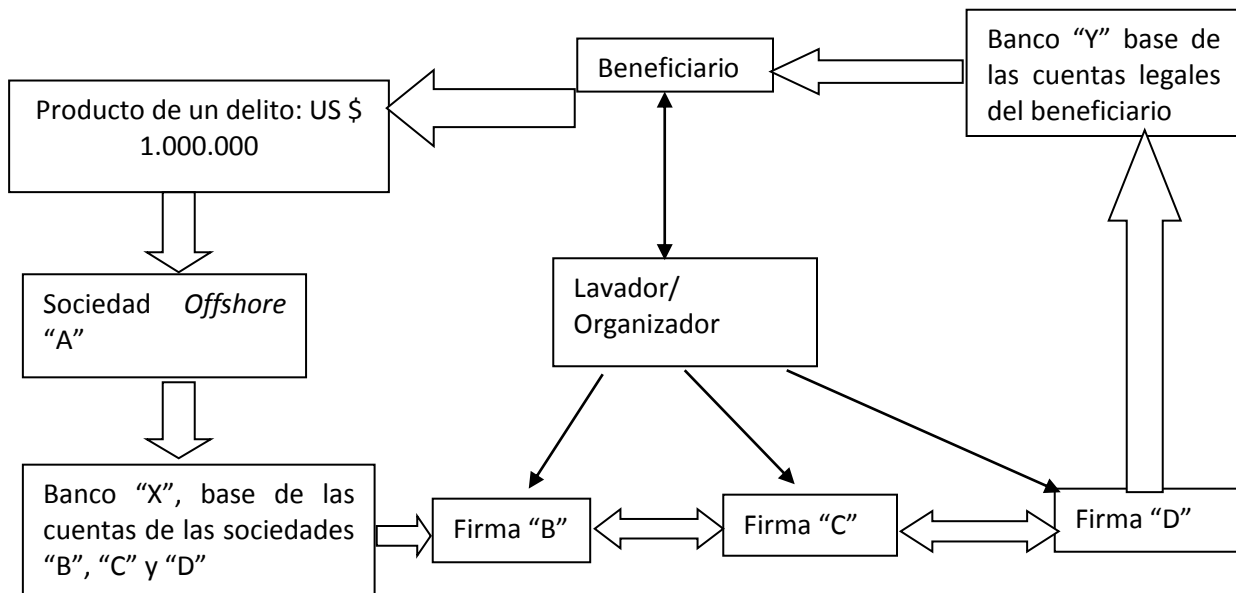 Beneficiario
Banco “Y” base de
las cuentas legales
del beneficiario
Producto de un delito: US $
1.000.000
Sociedad Offshore
“A”
Lavador/
Organizador
Banco “X”, base de las
cuentas de las sociedades
“B”, “C” y “D”
Firma “B”
Firma “C”
Firma “D”